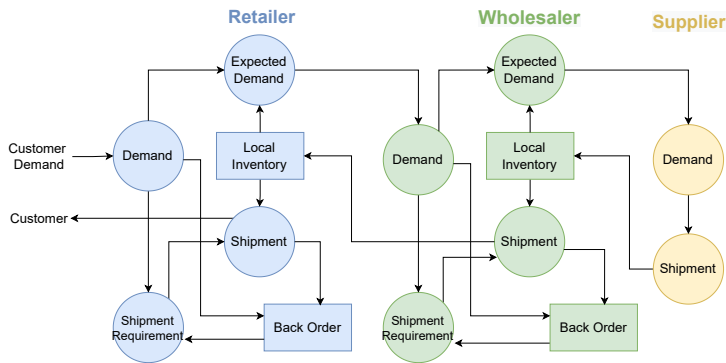 Retailer
Wholesaler
Supplier
Expected
Demand
Expected
Demand
Customer
Demand
Demand
Local
Inventory
Demand
Local
Inventory
Demand
Customer
Shipment
Shipment
Shipment
Shipment
Requirement
Back Order
Shipment
Requirement
Back Order